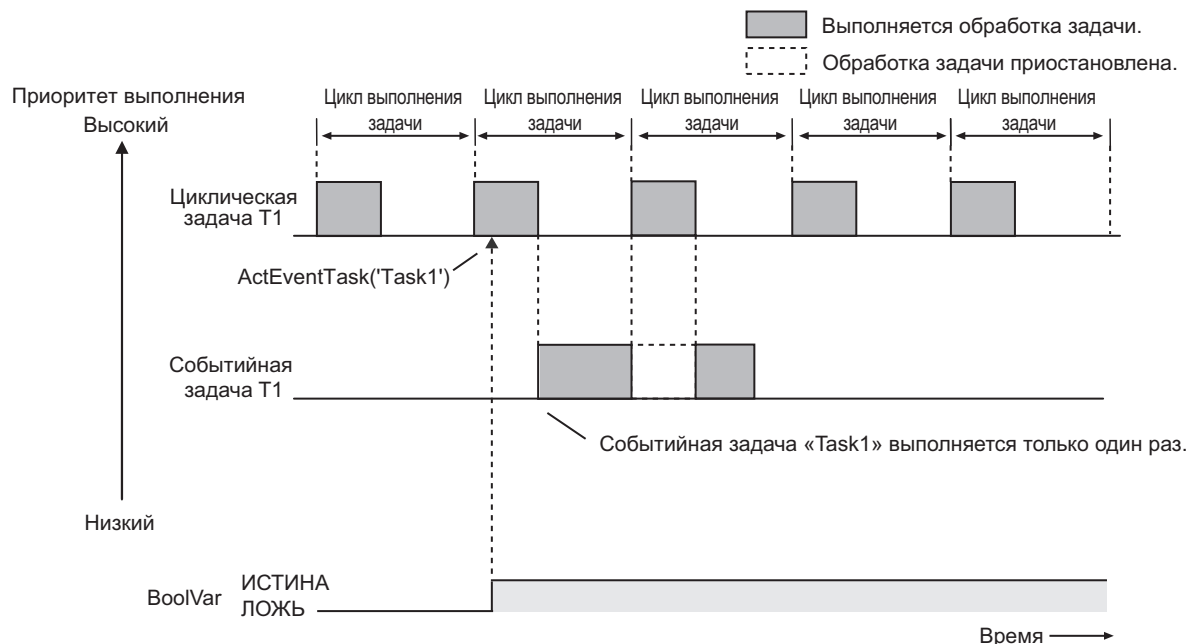 Выполняется обработка задачи.
Обработка задачи приостановлена.
Приоритет выполнения
Высокий
Цикл выполнения
задачи
Цикл выполнения
задачи
Цикл выполнения
задачи
Цикл выполнения
задачи
Цикл выполнения
задачи
Циклическая
задача T1
ActEventTask('Task1')
Событийная
задача T1
Событийная задача «Task1» выполняется только один раз.
Низкий
BoolVar
ИСТИНА
ЛОЖЬ
Время